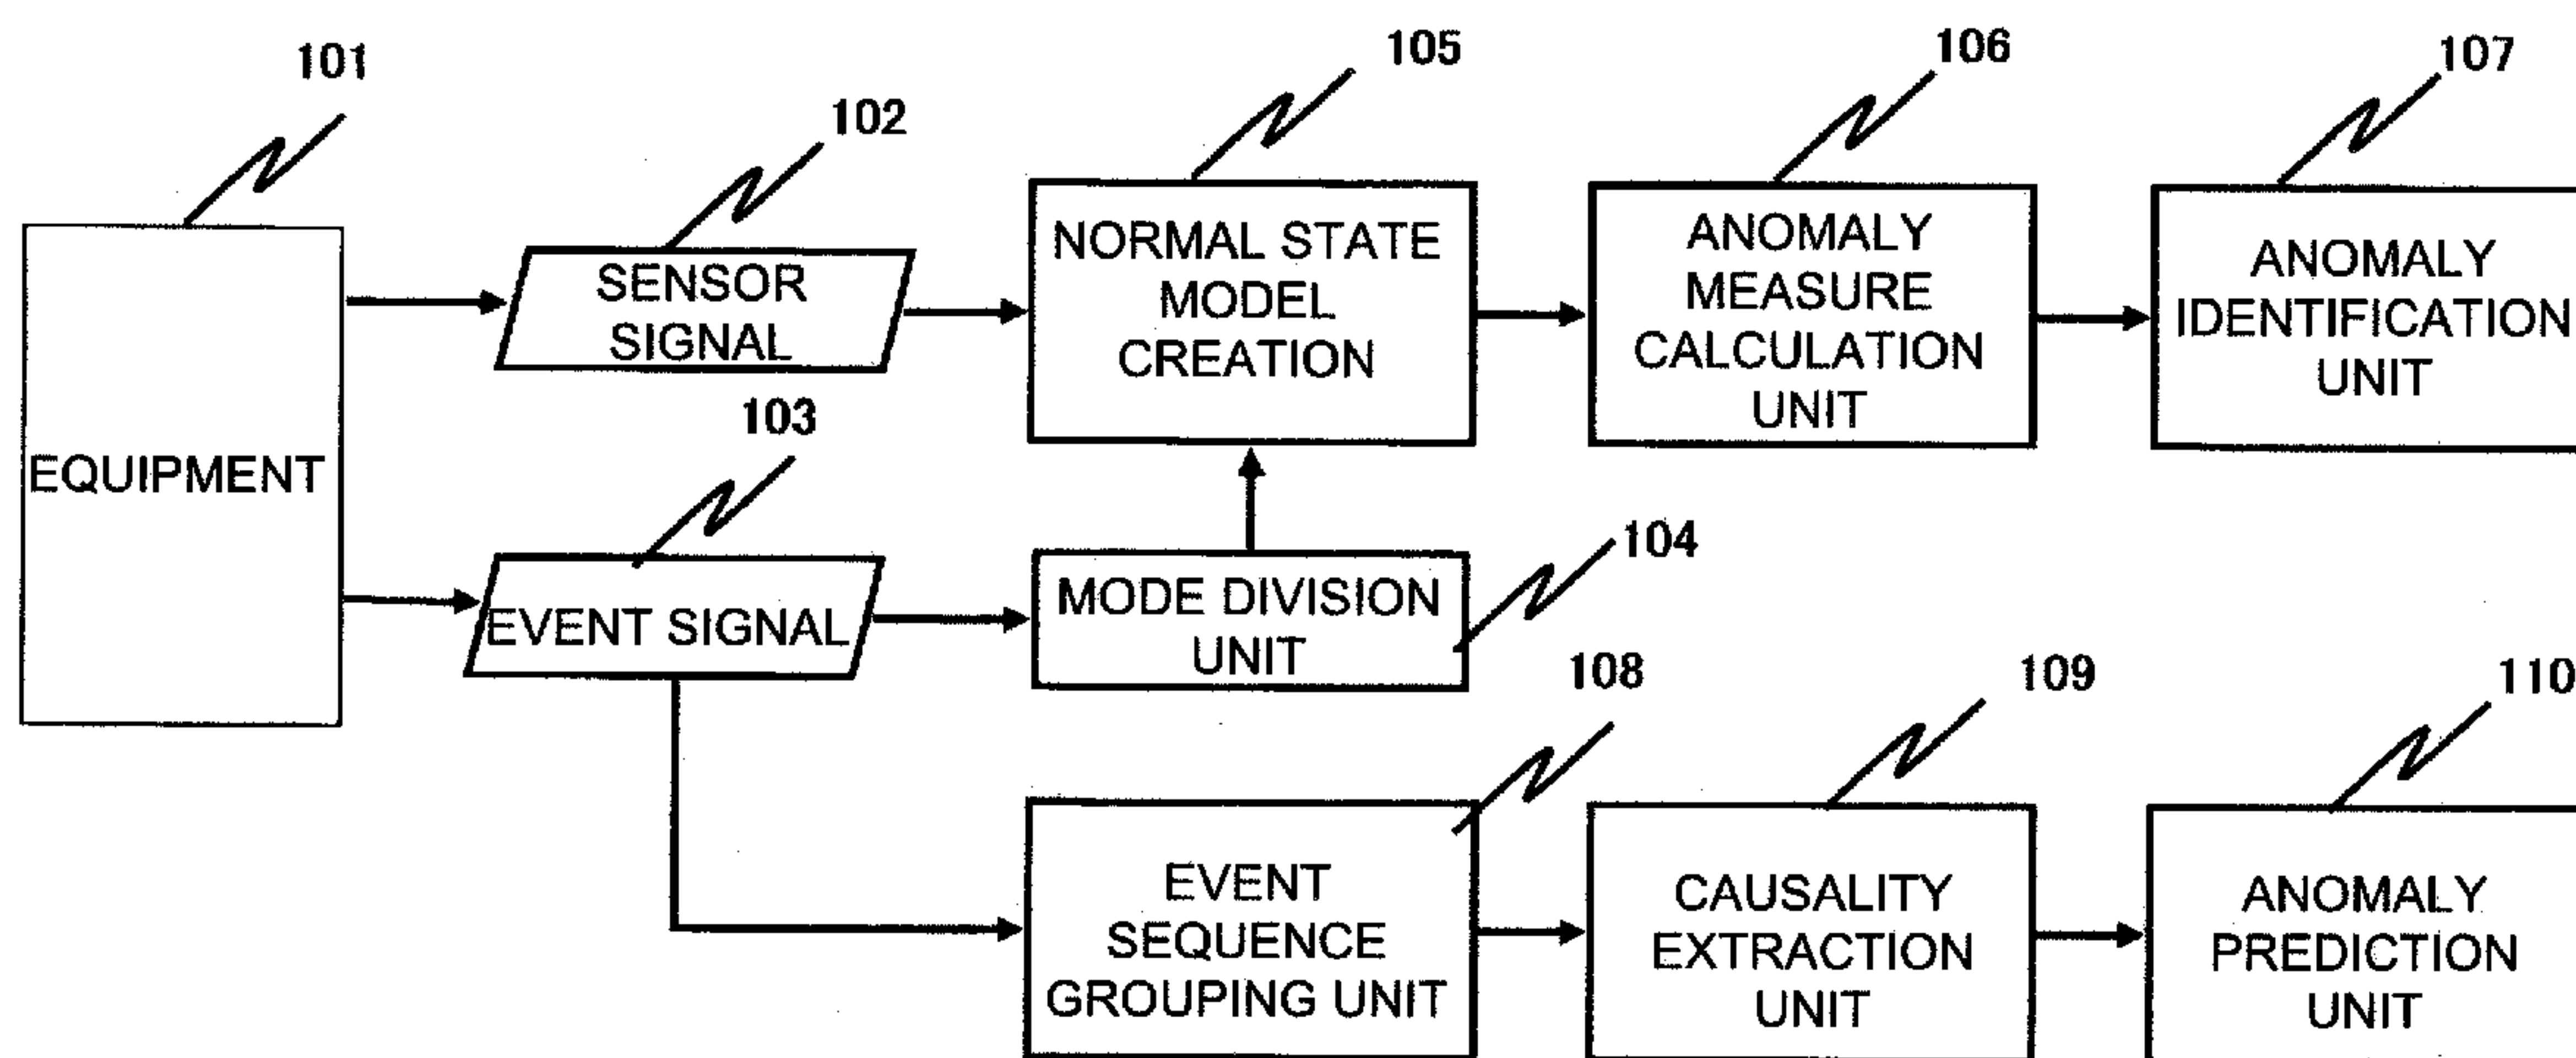 101
102
105
106
107
EQUIPMENT
SENSOR
SIGNAL
NORMAL STATE
MODEL
CREATION
ANOMALY
MEASURE
CALCULATION
UNIT
ANOMALY
IDENTIFICATION
UNIT
103
EVENT SIGNAL
104
MODE DIVISION
UNIT
108
109
110
EVENT
SEQUENCE
GROUPING UNIT
CAUSALITY
EXTRACTION
UNIT
ANOMALY
PREDICTION
UNIT